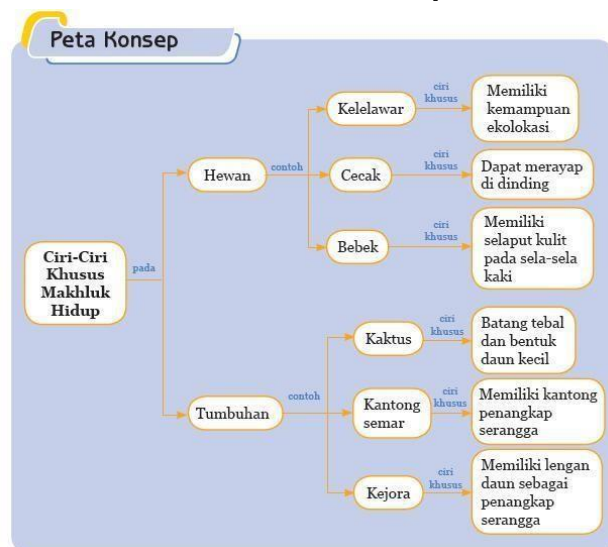 Peta Konsep
Ciri-Ciri
Khusus
Makhluk
Hidup
pada
Hewan
contoh
Kelelawar
ciri
khusus
Memiliki
kemampuan
ekolokasi
Cecak
ciri
khusus
Dapat merayap
di dinding
Bebek
ciri
khusus
Memiliki
selaput kulit
pada sela-sela
kaki
Tumbuhan
contoh
Kaktus
ciri
khusus
Batang tebal
dan bentuk
daun kecil
Kantong
semar
ciri
khusus
Memiliki kantong
penangkap
serangga
Kejora
ciri
khusus
Memiliki lengan
daun sebagai
penangkap
serangga